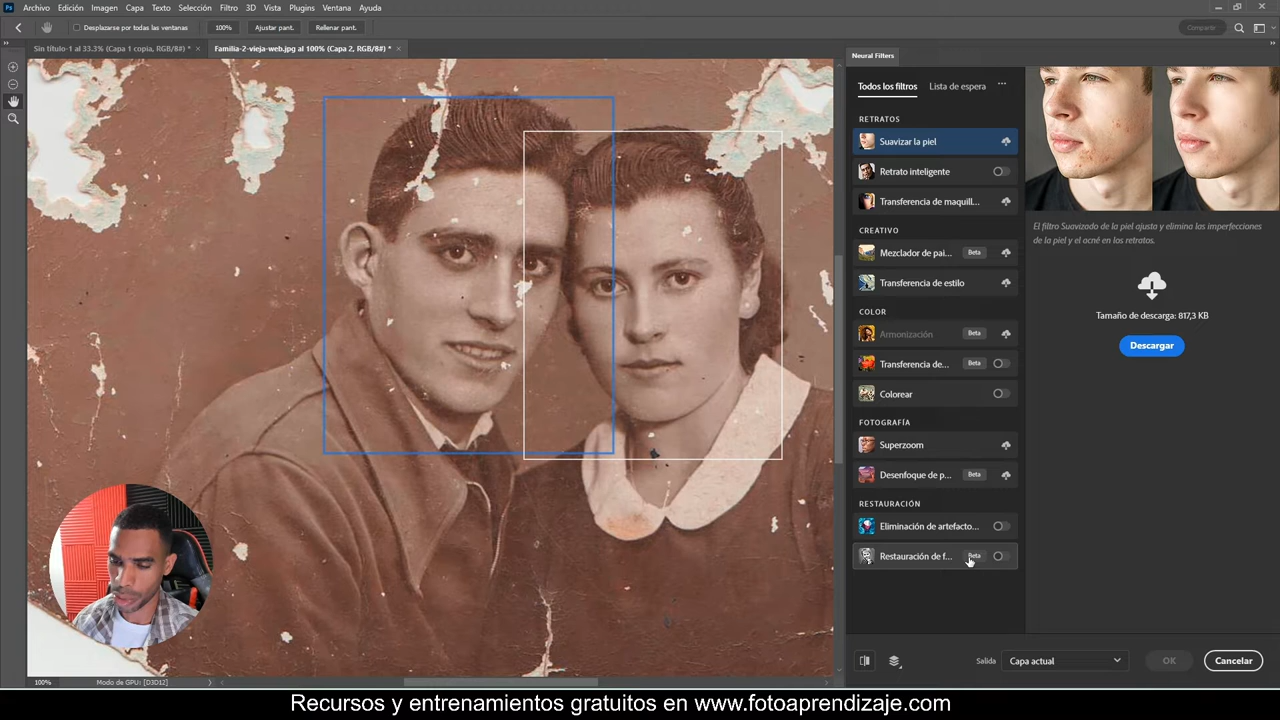 Ps Archivo Edición Imagen Capa Texto Selección Filtro 3D Vista Plugins Ventana Ayuda
Desplazarse por todas las ventanas 100% Ajustar pant. Rellenar pant. Compartir
Sin título-1 al 33.3% (Capa 1 copia, RGB/8#) * × Familia-2-vieja-web.jpg al 100% (Capa 2, RGB/8#) * ×
Neural Filters
Todos los filtros Lista de espera ...
RETRATOS
Suavizar la piel
Retrato inteligente
Transferencia de maquill...
CREATIVO
Mezclador de pai... Beta
Transferencia de estilo
COLOR
Armonización Beta
Transferencia de... Beta
Colorear
FOTOGRAFÍA
Superzoom
Desenfoque de p... Beta
RESTAURACIÓN
Eliminación de artefacto...
Restauración de f... Beta
El filtro Suavizado de la piel ajusta y elimina las imperfecciones
de la piel y el acné en los retratos.
Tamaño de descarga: 817,3 KB
Descargar
Salida Capa actual OK Cancelar
100% Modo de GPU: [D3D12]
Recursos y entrenamientos gratuitos en www.fotoaprendizaje.com